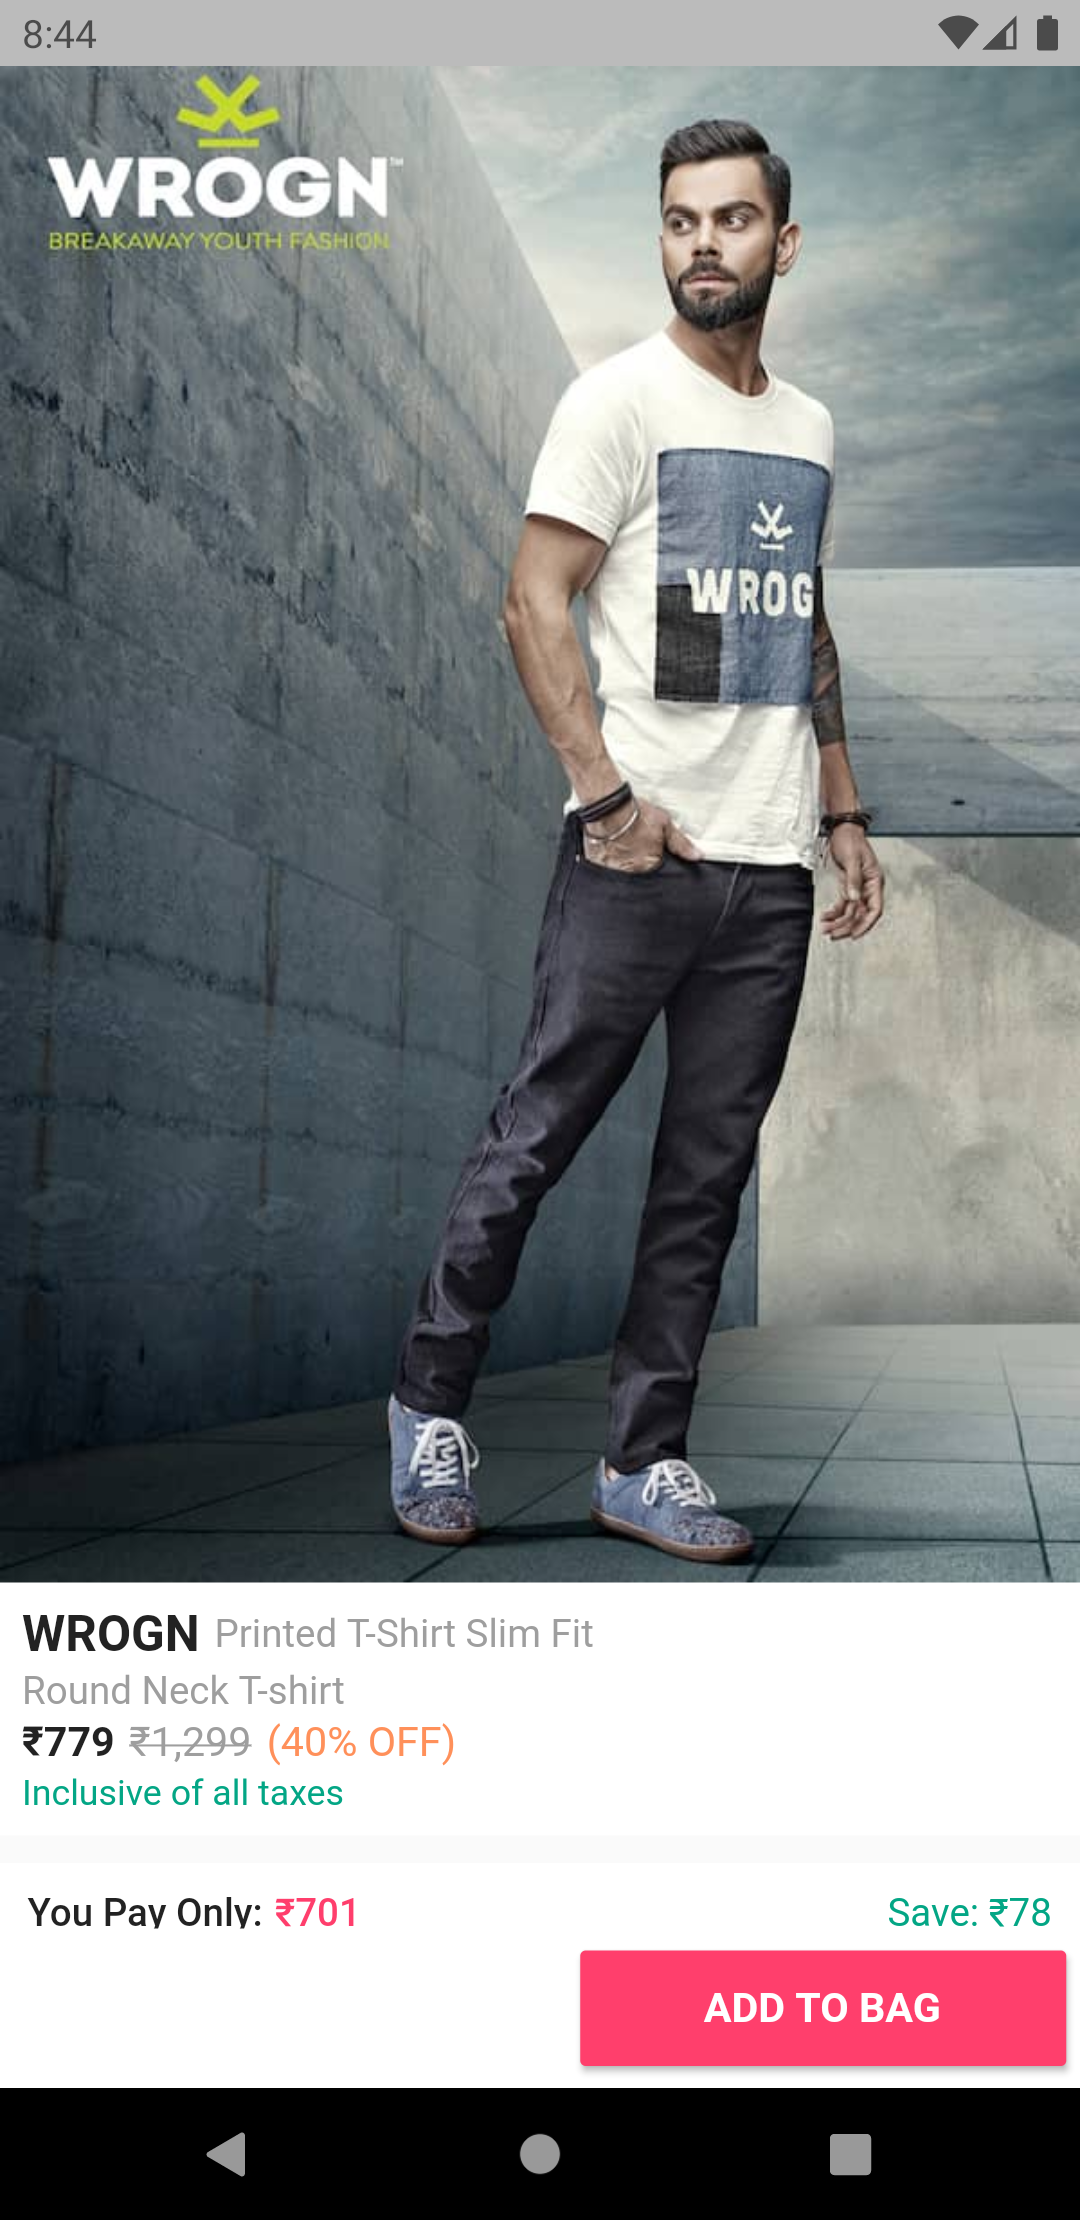 8:44
WROGN™
BREAKAWAY YOUTH FASHION
WROG
WROGN Printed T-Shirt Slim Fit
Round Neck T-shirt
₹779 ₹1,299 (40% OFF)
Inclusive of all taxes
You Pay Only: ₹701 Save: ₹78
ADD TO BAG